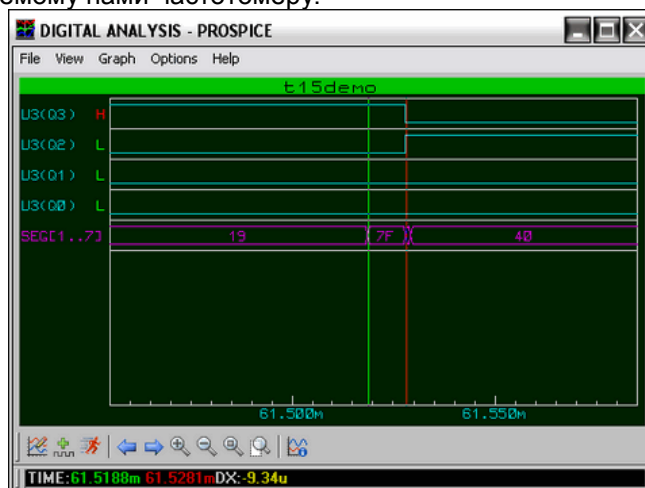 емому нами частотомеру.
DIGITAL ANALYSIS - PROSPICE
File View Graph Options Help
t15demo
U3(Q3) H
U3(Q2) L
U3(Q1) L
U3(Q0) L
SEG[1..7] 19 7F 40
61.500m 61.550m
TIME:61.5188m 61.5281m DX:-9.34u